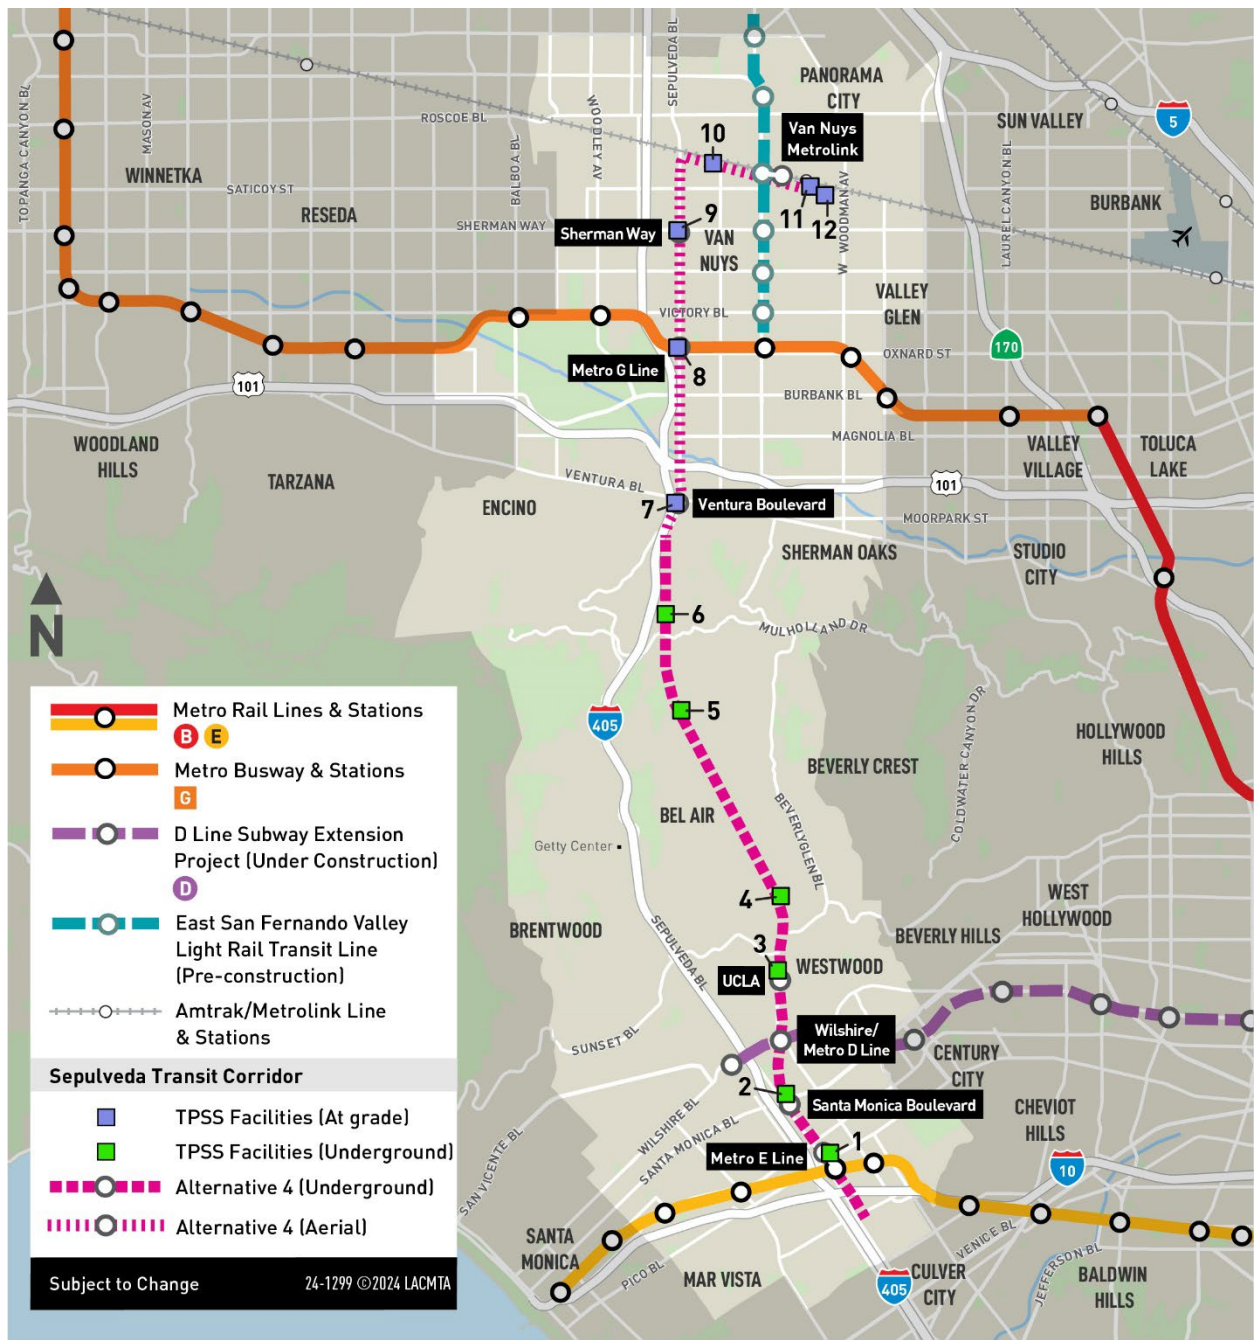 TOPANGA CANYON BL
MASON AV
WINNETKA
SATICOY ST
RESEDA
BALBOA BL
ROSCOE BL
SHERMAN WAY
WOODLEY AV
SEPULVEDA BL
PANORAMA
CITY
Van Nuys
Metrolink
SUN VALLEY
5
LAUREL CANYON BL
BURBANK
10
11
12
W WOODMAN AV
9
Sherman Way
VAN
NUYS
VICTORY BL
VALLEY
GLEN
170
OXNARD ST
Metro G Line
8
101
BURBANK BL
MAGNOLIA BL
WOODLAND
HILLS
TARZANA
VENTURA BL
ENCINO
7
Ventura Boulevard
101
MOORPARK ST
VALLEY
VILLAGE
TOLUCA
LAKE
SHERMAN OAKS
STUDIO
CITY
N
6
MULHOLLAND DR
5
405
COLDWATER CANYON DR
HOLLYWOOD
HILLS
BEVERLY CREST
BEL AIR
BEVERLY GLEN BL
Getty Center
4
WEST
HOLLYWOOD
BRENTWOOD
SEPULVEDA BL
3
UCLA
WESTWOOD
BEVERLY HILLS
SUNSET BL
Wilshire/
Metro D Line
CENTURY
CITY
2
Santa Monica Boulevard
CHEVIOT
HILLS
WILSHIRE BL
SANTA MONICA BL
SAN VICENTE BL
Metro E Line
1
10
SANTA
MONICA
PICO BL
MAR VISTA
405
CULVER
CITY
VENICE BL
JEFFERSON BL
BALDWIN
HILLS
Metro Rail Lines & Stations
B E
Metro Busway & Stations
G
D Line Subway Extension
Project (Under Construction)
D
East San Fernando Valley
Light Rail Transit Line
(Pre-construction)
Amtrak/Metrolink Line
& Stations
Sepulveda Transit Corridor
TPSS Facilities (At grade)
TPSS Facilities (Underground)
Alternative 4 (Underground)
Alternative 4 (Aerial)
Subject to Change
24-1299 ©2024 LACMTA